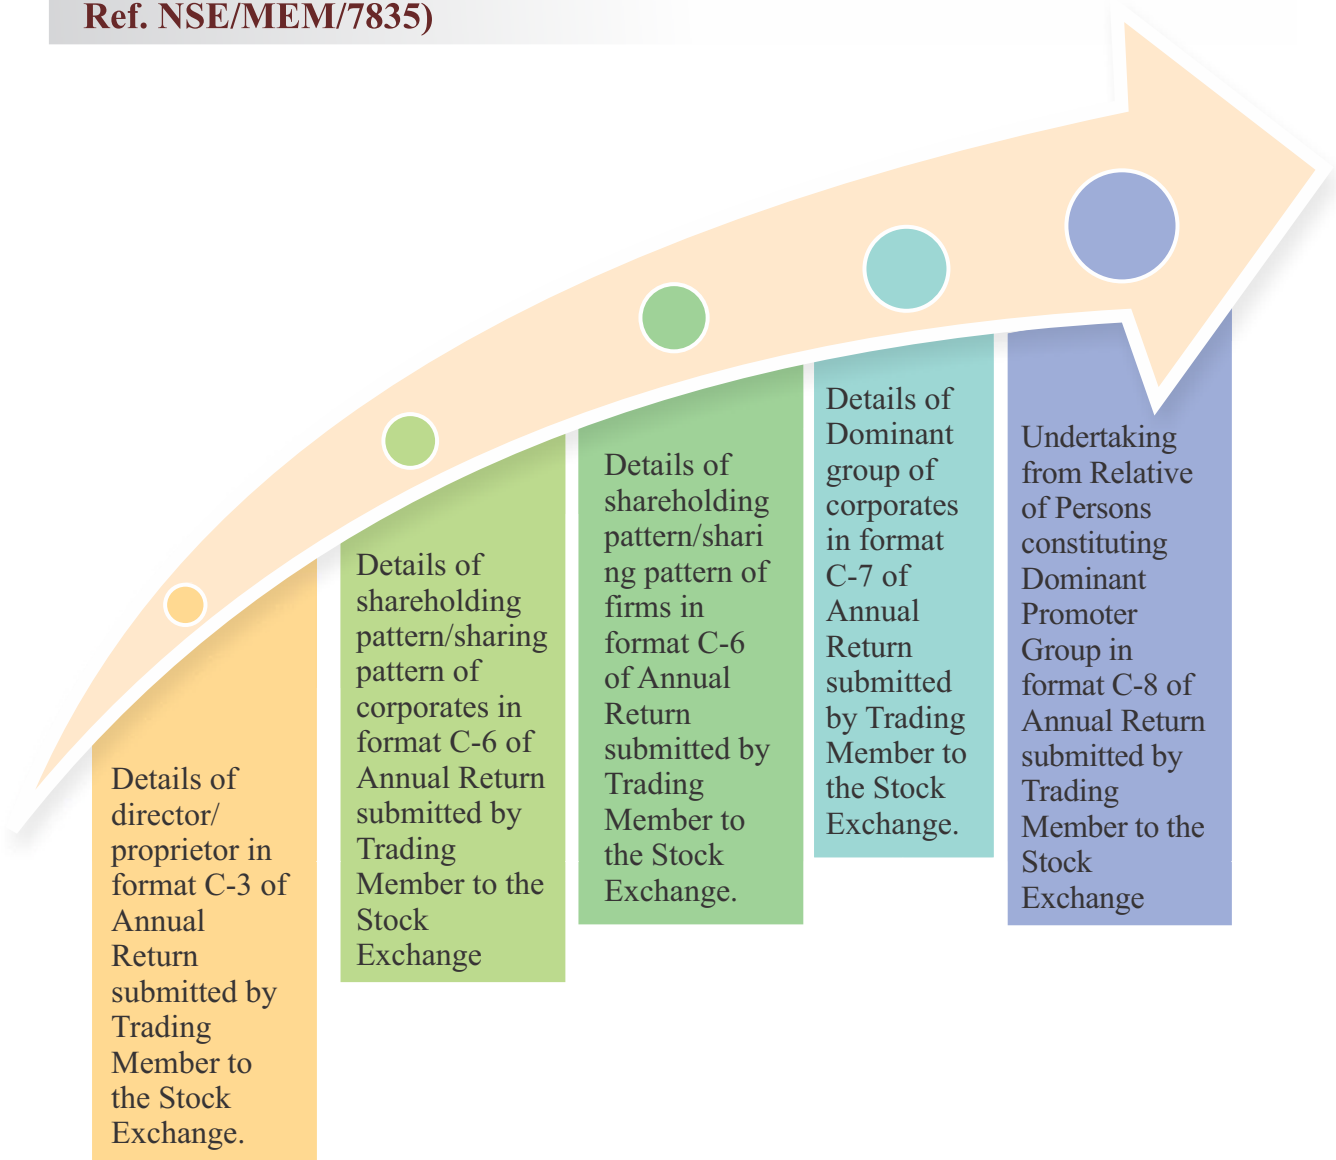 Ref. NSE/MEM/7835)
Details of
director/
proprietor in
format C-3 of
Annual
Return
submitted by
Trading
Member to
the Stock
Exchange.
Details of
shareholding
pattern/sharing
pattern of
corporates in
format C-6 of
Annual Return
submitted by
Trading
Member to the
Stock
Exchange
Details of
shareholding
pattern/shari
ng pattern of
firms in
format C-6
of Annual
Return
submitted by
Trading
Member to
the Stock
Exchange.
Details of
Dominant
group of
corporates
in format
C-7 of
Annual
Return
submitted
by Trading
Member to
the Stock
Exchange.
Undertaking
from Relative
of Persons
constituting
Dominant
Promoter
Group in
format C-8 of
Annual Return
submitted by
Trading
Member to the
Stock
Exchange